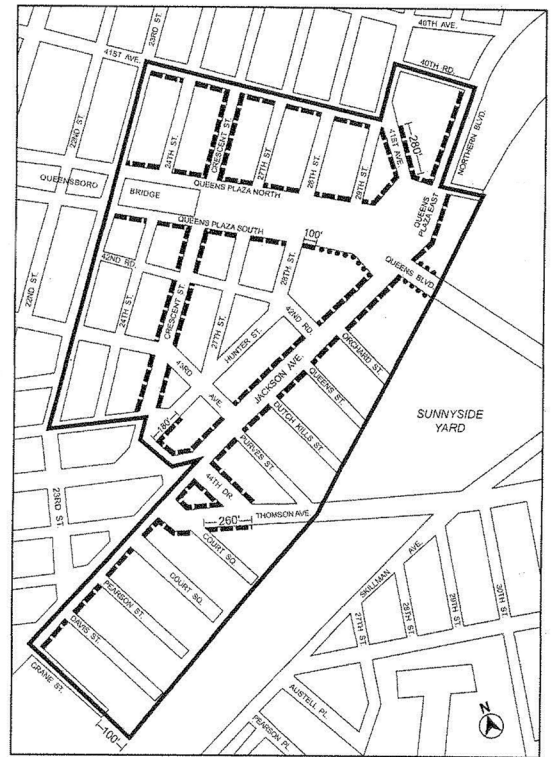 40TH AVE.
23RD ST.
41ST AVE.
40TH RD.
22ND ST.
24TH ST.
CRESCENT ST.
27TH ST.
28TH ST.
29TH ST.
41ST AVE.
280'
NORTHERN BLVD.
QUEENSBORO
BRIDGE
QUEENS PLAZA NORTH
QUEENS PLAZA EAST
QUEENS PLAZA SOUTH
100'
42ND RD.
28TH ST.
QUEENS BLVD.
22ND ST.
24TH ST.
CRESCENT ST.
27TH ST.
HUNTER ST.
42ND RD.
43RD AVE.
JACKSON AVE.
ORCHARD ST.
QUEENS ST.
DUTCH KILLS ST.
PURVES ST.
SUNNYSIDE
YARD
180'
44TH DR.
23RD ST.
260'
THOMSON AVE.
COURT SQ.
COURT SQ.
PEARSON ST.
DAVIS ST.
CRANE ST.
100'
SKILLMAN AVE.
27TH ST.
28TH ST.
29TH ST.
30TH ST.
AUSTELL PL.
PEARSON PL.
N